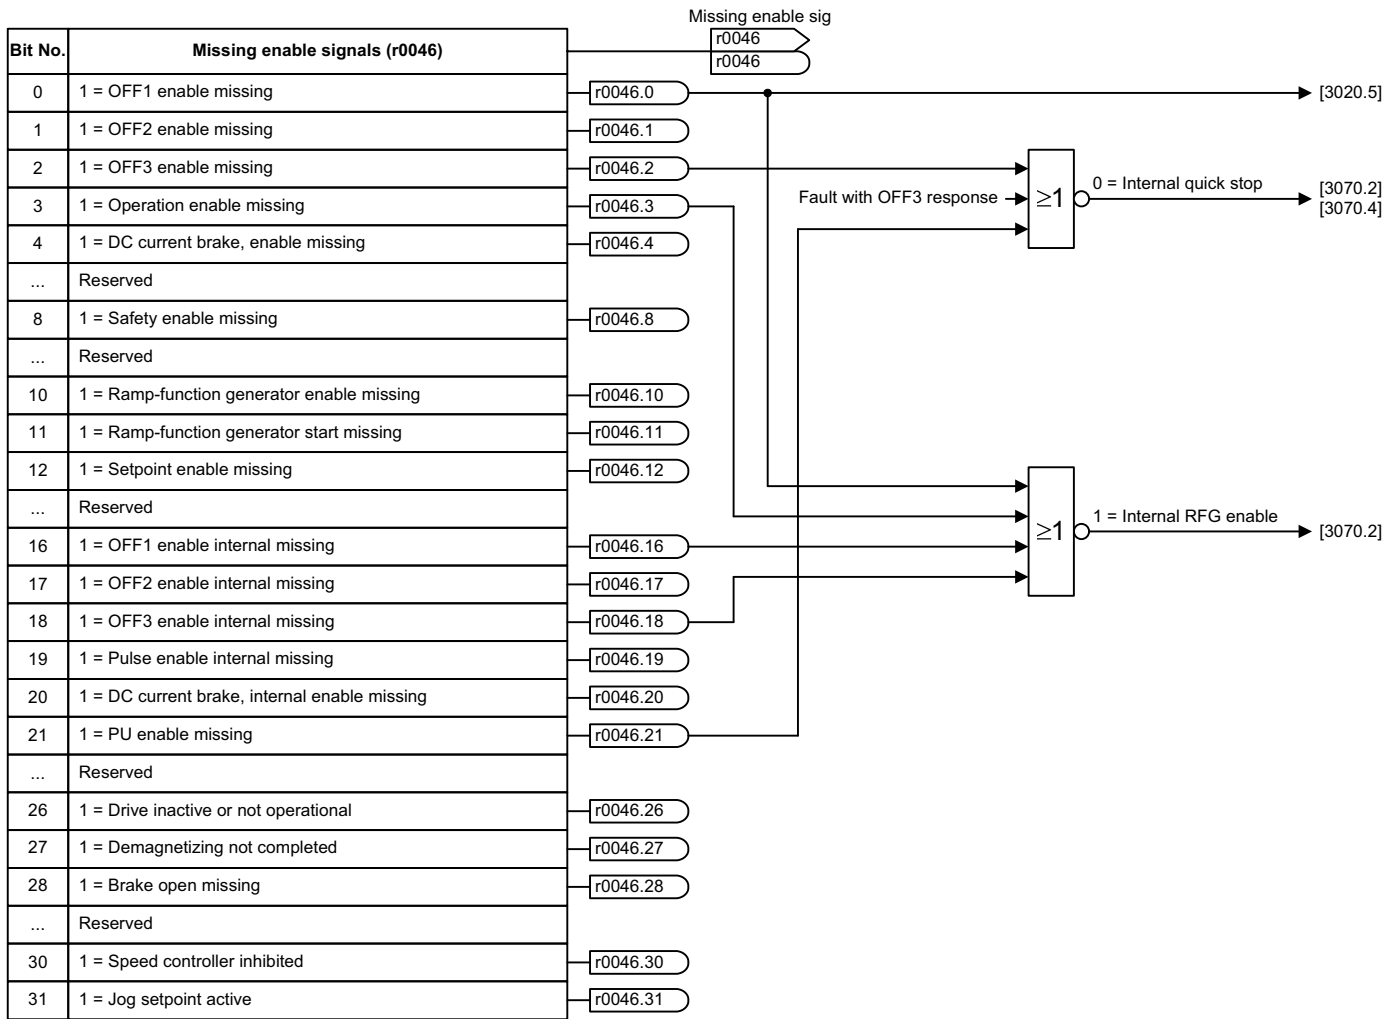 Missing enable sig
Bit No. Missing enable signals (r0046) r0046
r0046
0 1 = OFF1 enable missing r0046.0 [3020.5]
1 1 = OFF2 enable missing r0046.1
2 1 = OFF3 enable missing r0046.2
0 = Internal quick stop [3070.2]
3 1 = Operation enable missing r0046.3 Fault with OFF3 response ≥1 [3070.4]
4 1 = DC current brake, enable missing r0046.4
... Reserved
8 1 = Safety enable missing r0046.8
... Reserved
10 1 = Ramp-function generator enable missing r0046.10
11 1 = Ramp-function generator start missing r0046.11
12 1 = Setpoint enable missing r0046.12
... Reserved
≥1 1 = Internal RFG enable [3070.2]
16 1 = OFF1 enable internal missing r0046.16
17 1 = OFF2 enable internal missing r0046.17
18 1 = OFF3 enable internal missing r0046.18
19 1 = Pulse enable internal missing r0046.19
20 1 = DC current brake, internal enable missing r0046.20
21 1 = PU enable missing r0046.21
... Reserved
26 1 = Drive inactive or not operational r0046.26
27 1 = Demagnetizing not completed r0046.27
28 1 = Brake open missing r0046.28
... Reserved
30 1 = Speed controller inhibited r0046.30
31 1 = Jog setpoint active r0046.31